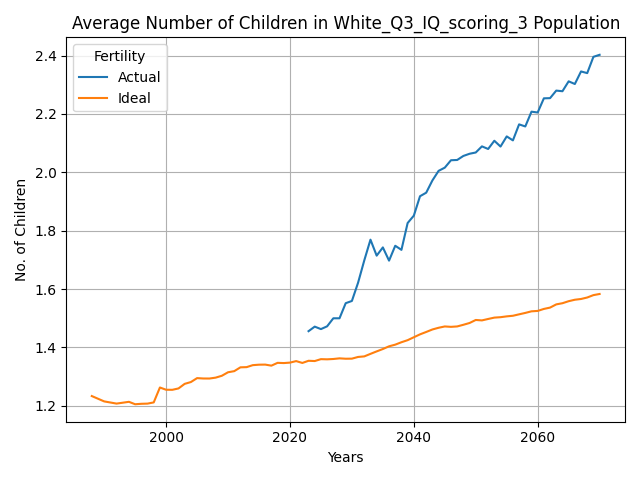 Average Number of Children in White_Q3_IQ_scoring_3 Population
Fertility
Actual
Ideal
No. of Children
2.4
2.2
2.0
1.8
1.6
1.4
1.2
2000
2020
2040
2060
Years